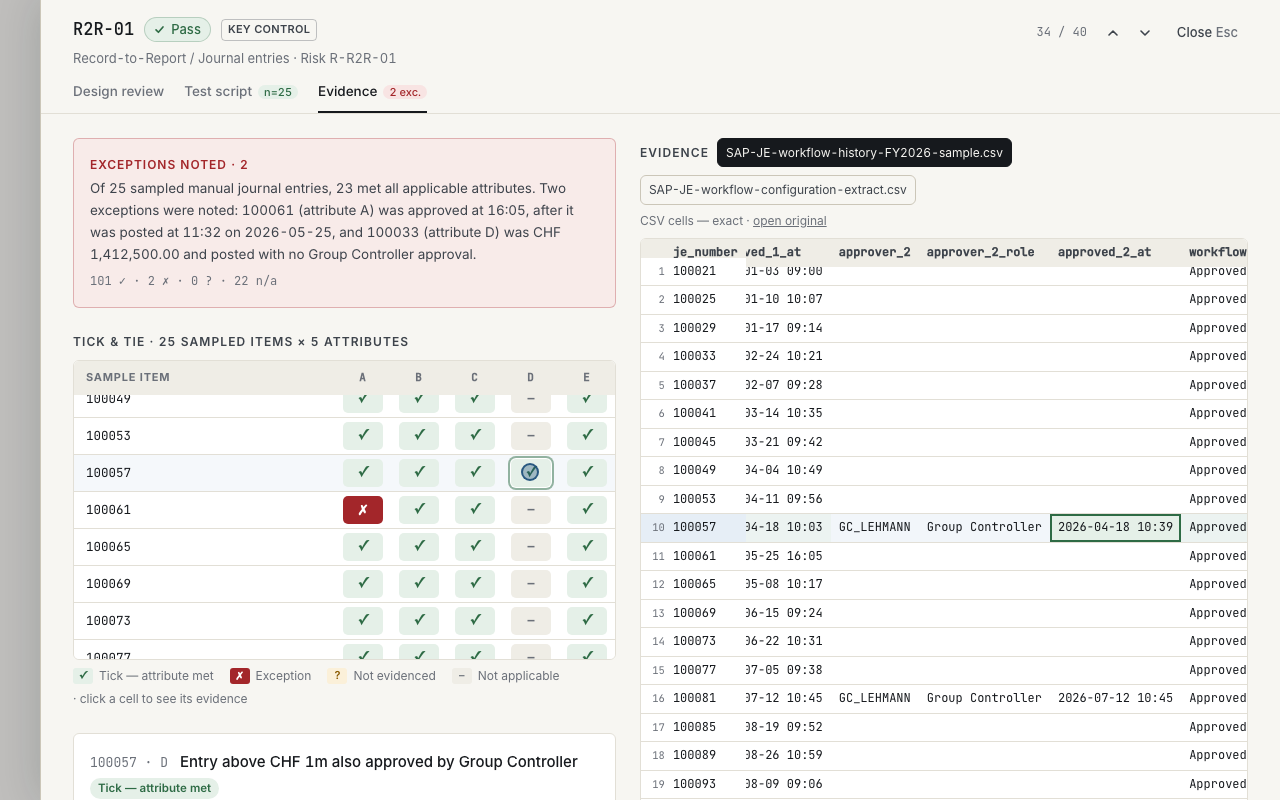 R2R-01 Pass KEY CONTROL
34 / 40 Close Esc
Record-to-Report / Journal entries · Risk R-R2R-01
Design review Test script n=25 Evidence 2 exc.
EXCEPTIONS NOTED · 2
Of 25 sampled manual journal entries, 23 met all applicable attributes. Two
exceptions were noted: 100061 (attribute A) was approved at 16:05, after it
was posted at 11:32 on 2026-05-25, and 100033 (attribute D) was CHF
1,412,500.00 and posted with no Group Controller approval.
101 ✓ · 2 ✗ · 0 ? · 22 n/a
TICK & TIE · 25 SAMPLED ITEMS × 5 ATTRIBUTES
SAMPLE ITEM A B C D E
100049 ✓ ✓ ✓ – ✓
100053 ✓ ✓ ✓ – ✓
100057 ✓ ✓ ✓ ✓ ✓
100061 ✗ ✓ ✓ – ✓
100065 ✓ ✓ ✓ – ✓
100069 ✓ ✓ ✓ – ✓
100073 ✓ ✓ ✓ – ✓
100077 ✓ ✓ ✓ – ✓
✓ Tick — attribute met ✗ Exception ? Not evidenced – Not applicable
· click a cell to see its evidence
100057 · D Entry above CHF 1m also approved by Group Controller
Tick — attribute met
EVIDENCE SAP-JE-workflow-history-FY2026-sample.csv
SAP-JE-workflow-configuration-extract.csv
CSV cells — exact · open original
je_number ved_1_at approver_2 approver_2_role approved_2_at workflow
1 100021 01-03 09:00 Approved
2 100025 01-10 10:07 Approved
3 100029 01-17 09:14 Approved
4 100033 02-24 10:21 Approved
5 100037 02-07 09:28 Approved
6 100041 03-14 10:35 Approved
7 100045 03-21 09:42 Approved
8 100049 04-04 10:49 Approved
9 100053 04-11 09:56 Approved
10 100057 04-18 10:03 GC_LEHMANN Group Controller 2026-04-18 10:39 Approved
11 100061 05-25 16:05 Approved
12 100065 05-08 10:17 Approved
13 100069 06-15 09:24 Approved
14 100073 06-22 10:31 Approved
15 100077 07-05 09:38 Approved
16 100081 07-12 10:45 GC_LEHMANN Group Controller 2026-07-12 10:45 Approved
17 100085 08-19 09:52 Approved
18 100089 08-26 10:59 Approved
19 100093 08-09 09:06 Approved